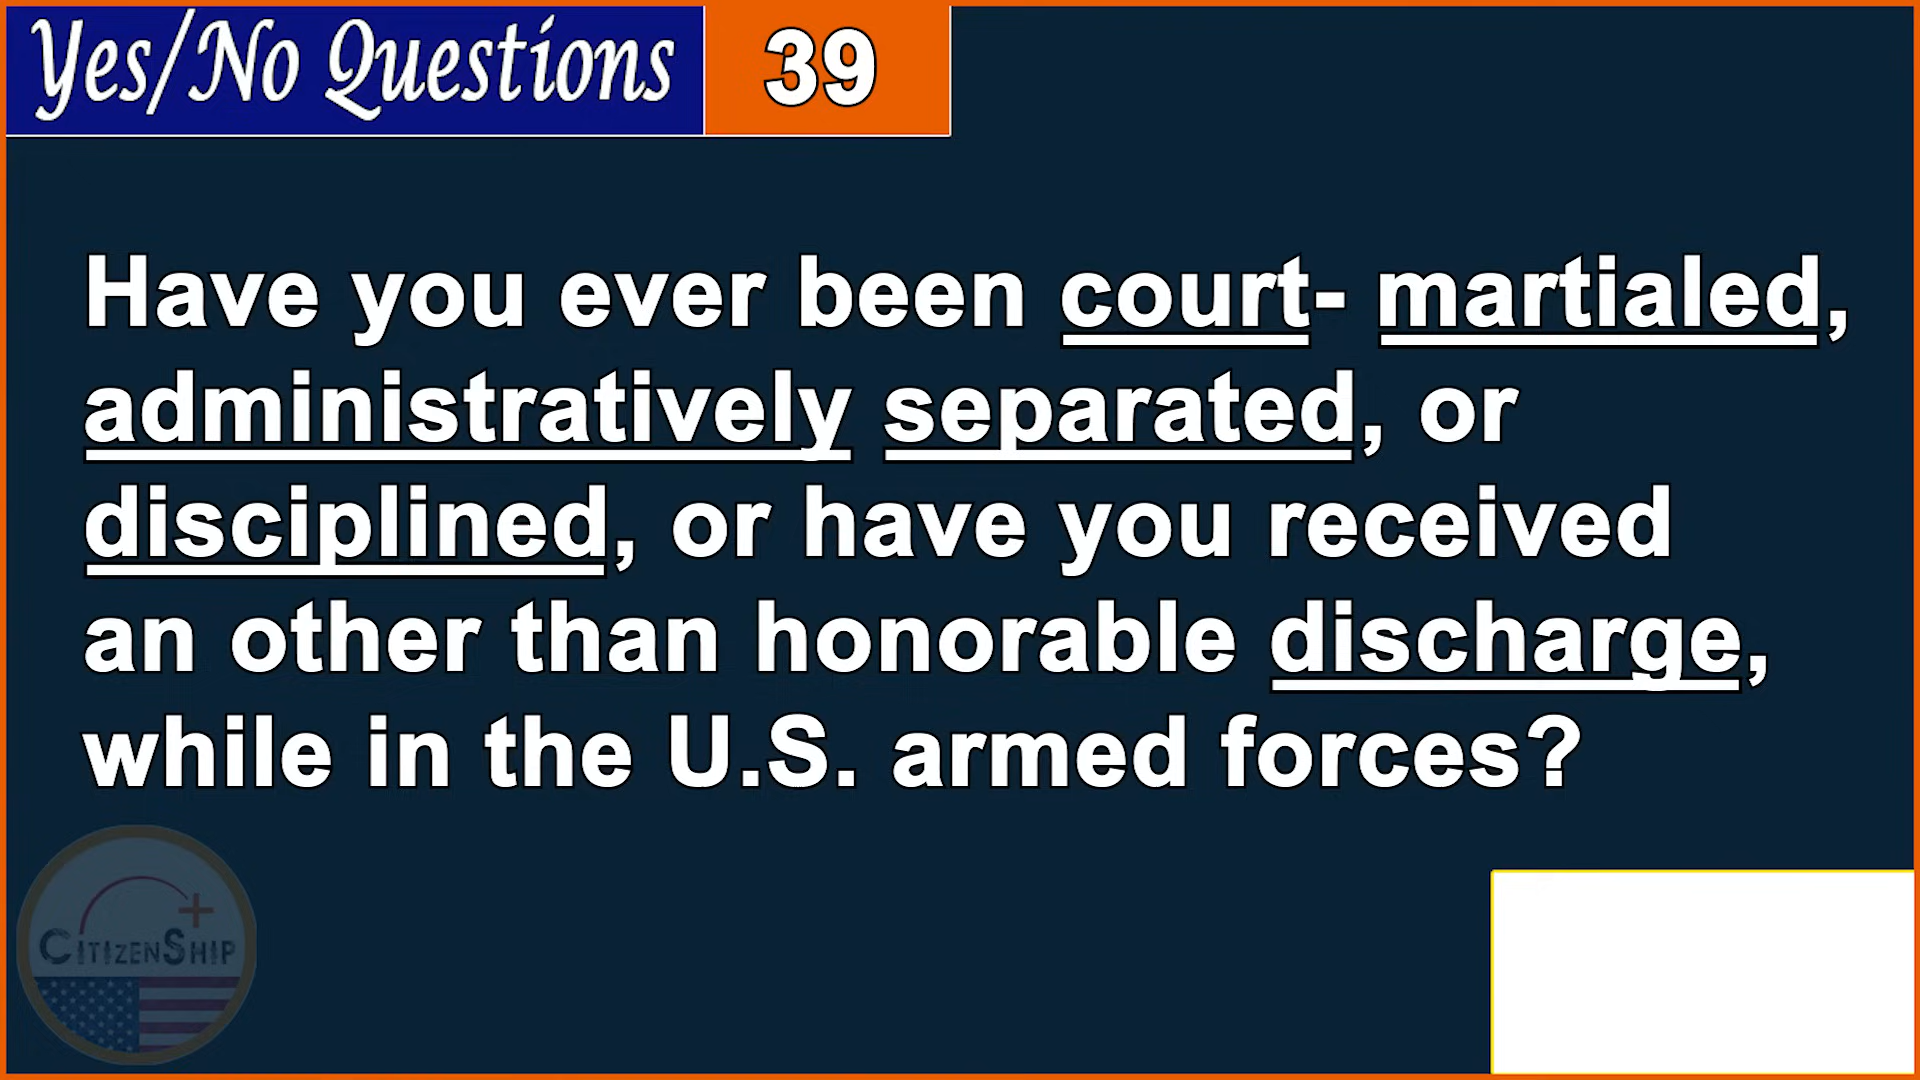 Yes/No Questions 39
Have you ever been court- martialed,
administratively separated, or
disciplined, or have you received
an other than honorable discharge,
while in the U.S. armed forces?
CITIZENSHIP